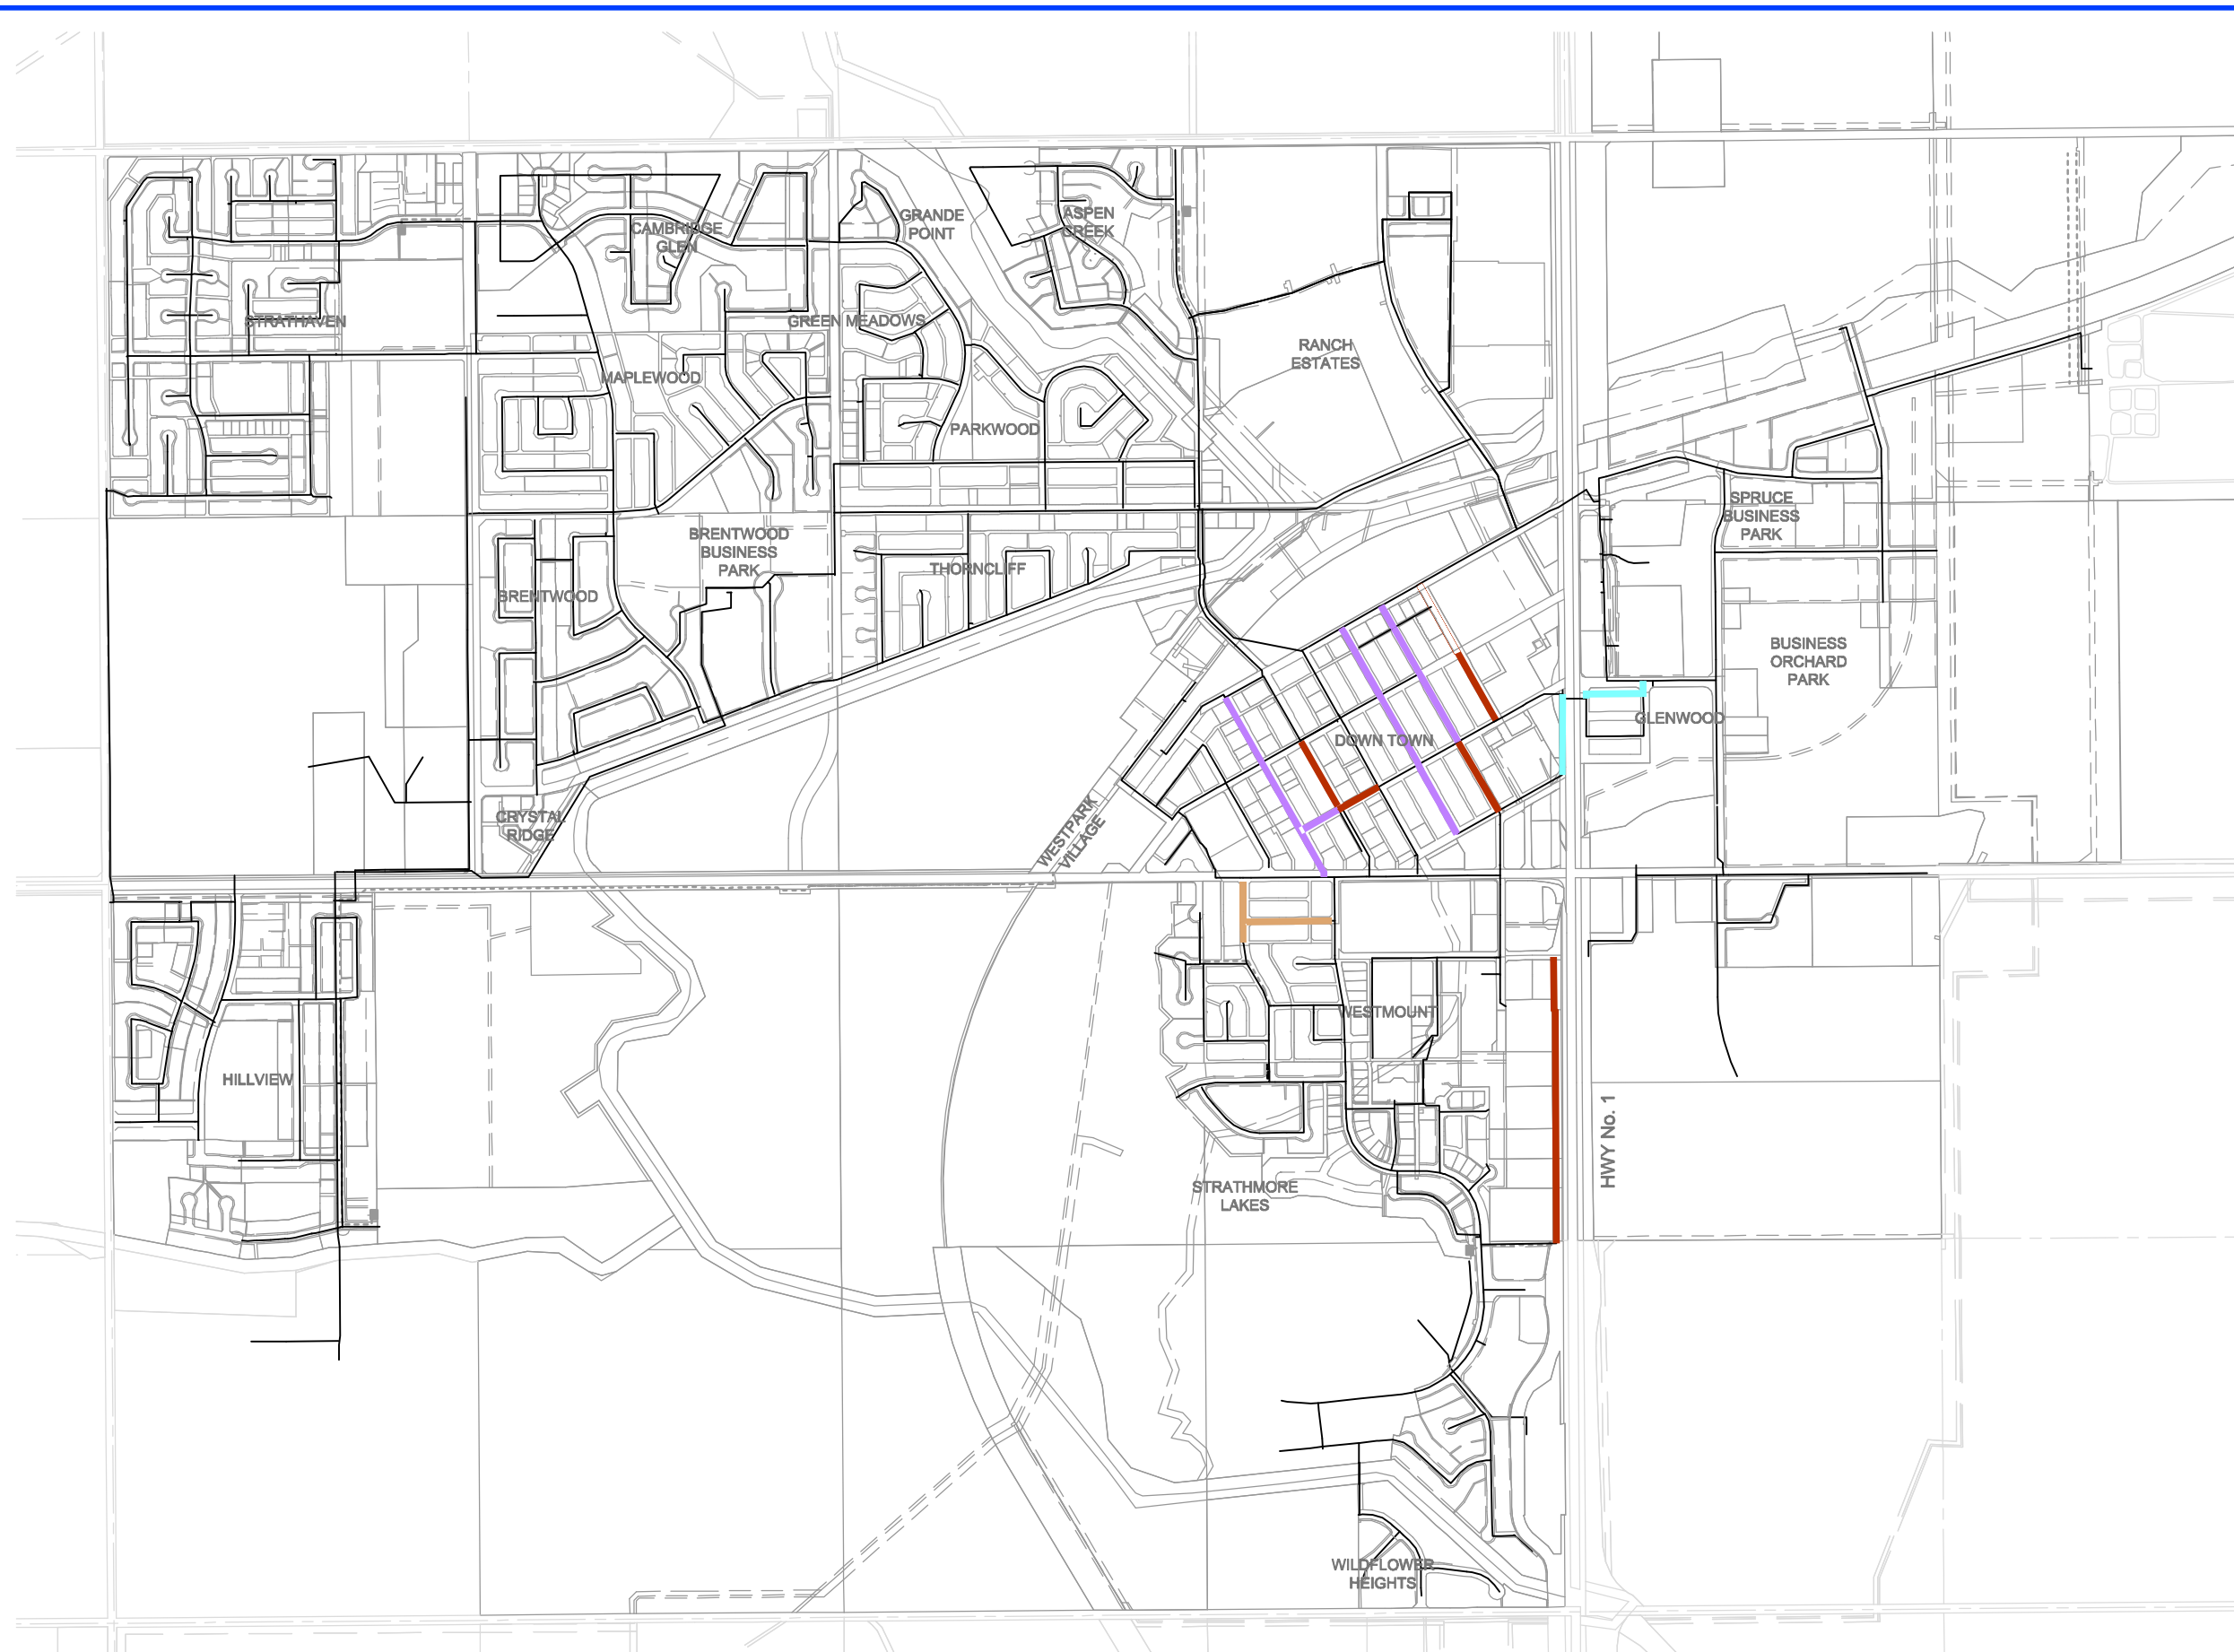 GRANDE
POINT
ASPEN
CREEK
CAMBRIDGE
GLEN
STRATHAVEN
GREEN MEADOWS
RANCH
ESTATES
MAPLEWOOD
PARKWOOD
SPRUCE
BUSINESS
PARK
BRENTWOOD
BUSINESS
PARK
THORNCLIFF
BRENTWOOD
BUSINESS
ORCHARD
PARK
GLENWOOD
DOWN TOWN
CRYSTAL
RIDGE
WESTPARK
VILLAGE
WESTMOUNT
HILLVIEW
HWY No. 1
STRATHMORE
LAKES
WILDFLOWER
HEIGHTS